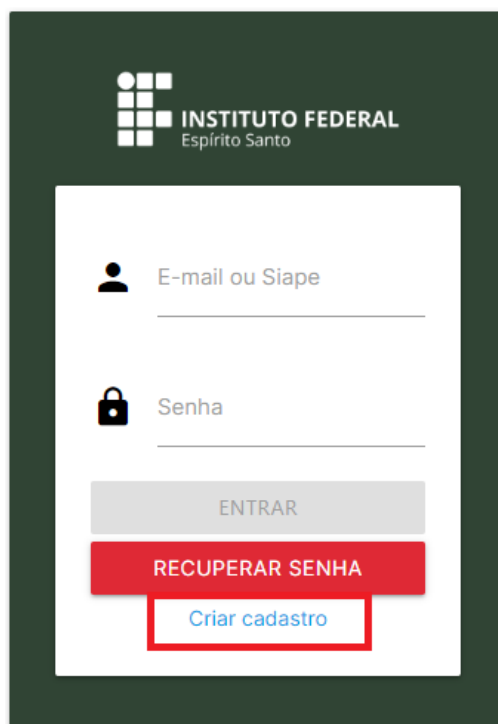 INSTITUTO FEDERAL
Espírito Santo
E-mail ou Siape
Senha
ENTRAR
RECUPERAR SENHA
Criar cadastro